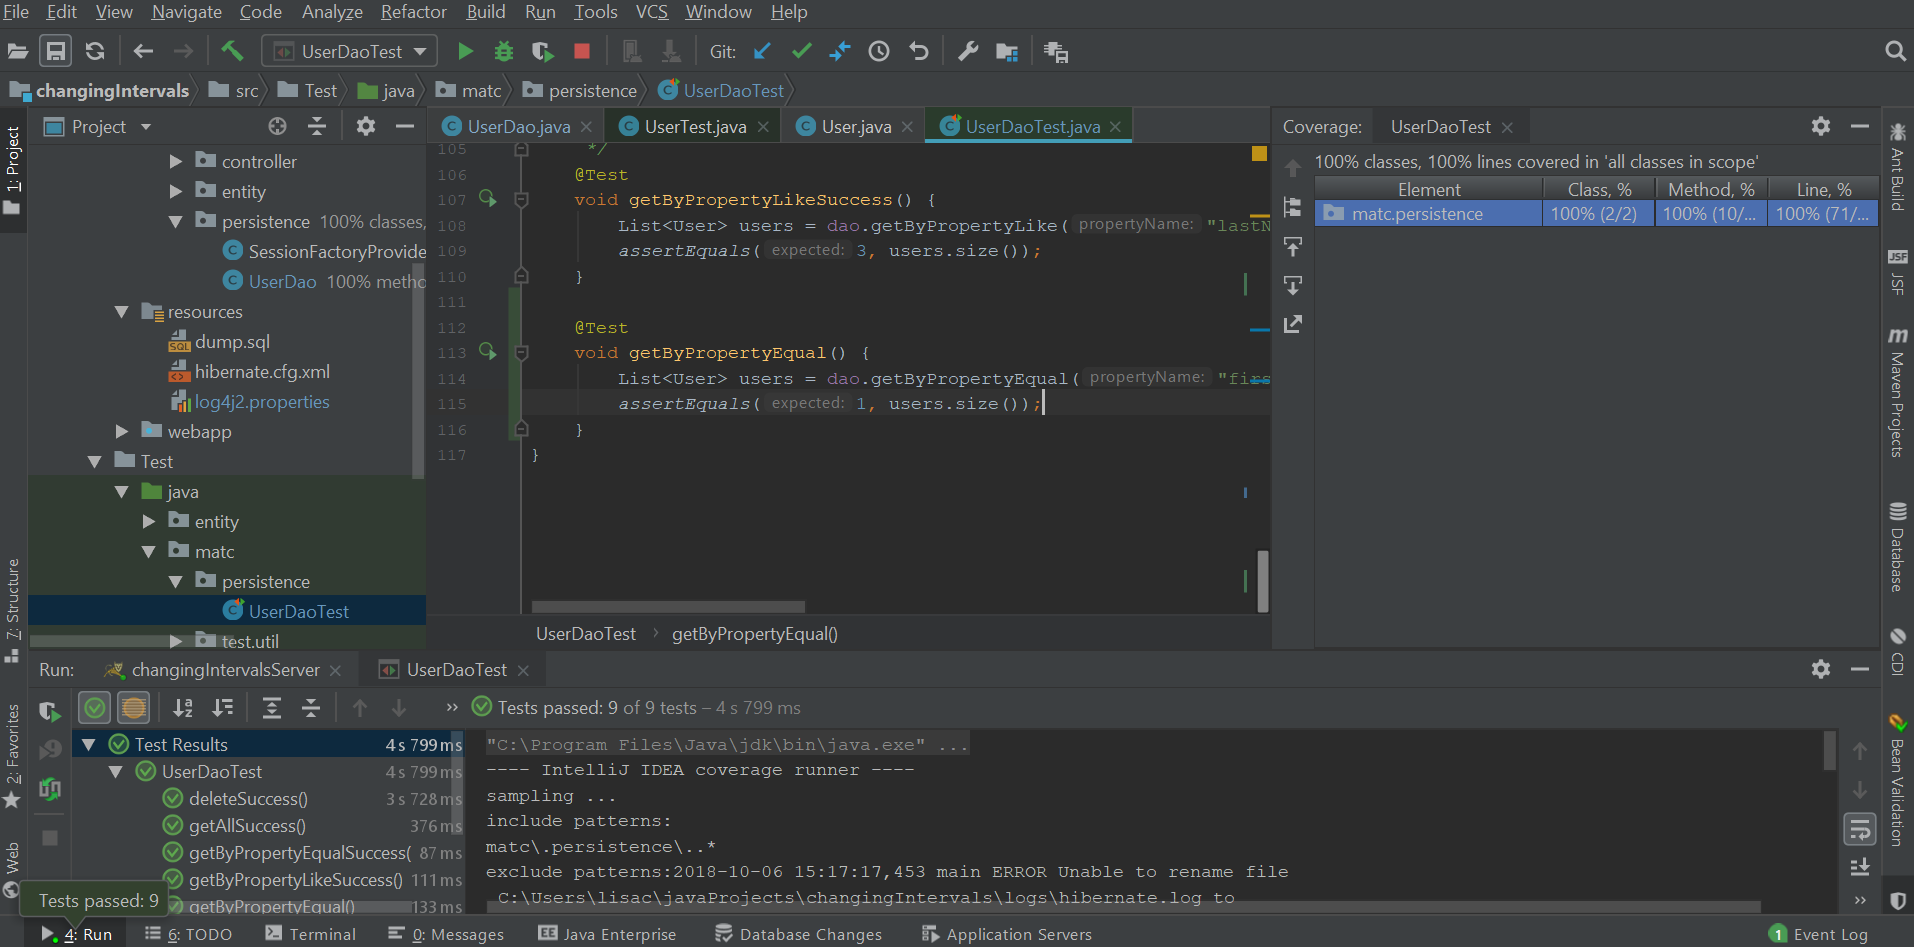 File Edit View Navigate Code Analyze Refactor Build Run Tools VCS Window Help
UserDaoTest Git:
changingIntervals src Test java matc persistence UserDaoTest
1: Project
7: Structure
2: Favorites
Web
Project
controller
entity
persistence 100% classes,
SessionFactoryProvide
UserDao 100% metho
resources
dump.sql
hibernate.cfg.xml
log4j2.properties
webapp
Test
java
entity
matc
persistence
UserDaoTest
test.util
UserDao.java UserTest.java User.java UserDaoTest.java
105 */
106 @Test
107 void getByPropertyLikeSuccess() {
108 List<User> users = dao.getByPropertyLike( propertyName: "lastN
109 assertEquals( expected: 3, users.size());
110 }
111
112 @Test
113 void getByPropertyEqual() {
114 List<User> users = dao.getByPropertyEqual( propertyName: "firs
115 assertEquals( expected: 1, users.size());
116 }
117 }
UserDaoTest › getByPropertyEqual()
Coverage: UserDaoTest
100% classes, 100% lines covered in 'all classes in scope'
Element Class, % Method, % Line, %
matc.persistence 100% (2/2) 100% (10/... 100% (71/...
Ant Build
JSF
JSF
m Maven Projects
Database
CDI
Bean Validation
Run: changingIntervalsServer UserDaoTest
» Tests passed: 9 of 9 tests – 4 s 799 ms
Test Results 4 s 799 ms
UserDaoTest 4 s 799 ms
deleteSuccess() 3 s 728 ms
getAllSuccess() 376 ms
getByPropertyEqualSuccess( 87 ms
getByPropertyLikeSuccess() 111 ms
getByPropertyEqual() 133 ms
"C:\Program Files\Java\jdk\bin\java.exe" ...
---- IntelliJ IDEA coverage runner ----
sampling ...
include patterns:
matc\.persistence\..*
exclude patterns:2018-10-06 15:17:17,453 main ERROR Unable to rename file
C:\Users\lisac\javaProjects\changingIntervals\logs\hibernate.log to
Tests passed: 9
4: Run 6: TODO Terminal 0: Messages Java Enterprise Database Changes Application Servers 1 Event Log